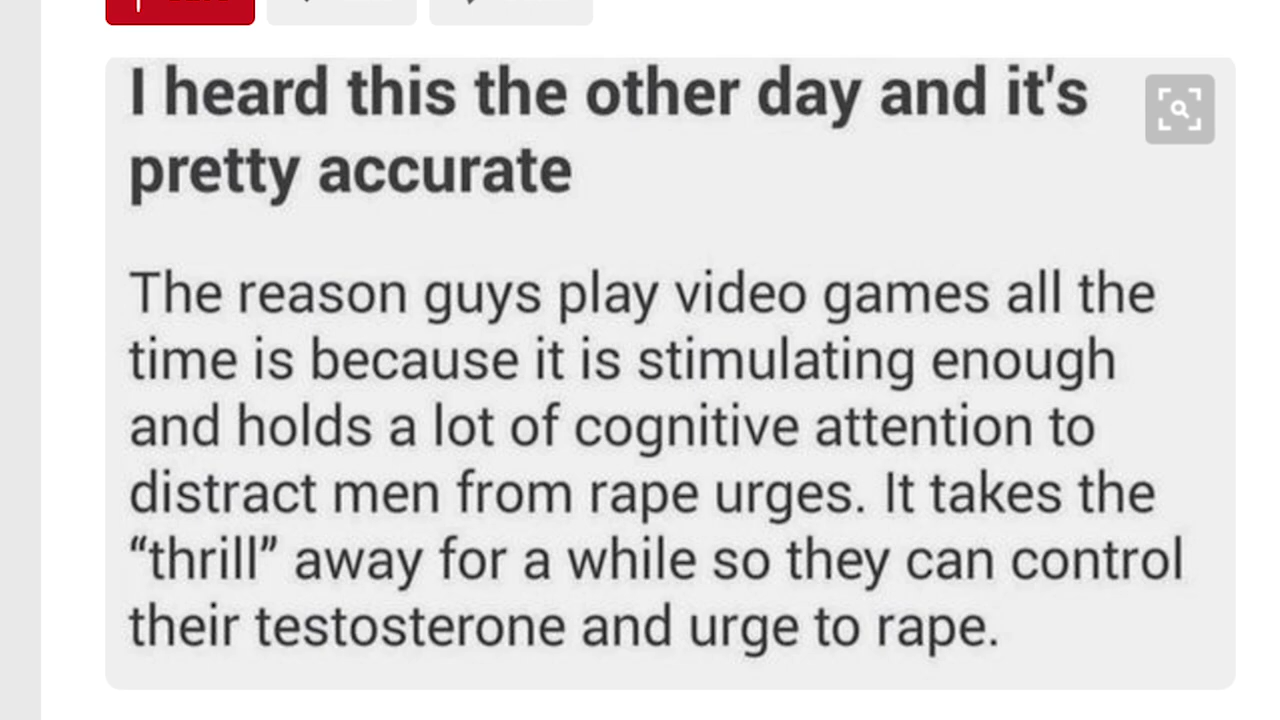 I heard this the other day and it's
pretty accurate
The reason guys play video games all the
time is because it is stimulating enough
and holds a lot of cognitive attention to
distract men from rape urges. It takes the
“thrill” away for a while so they can control
their testosterone and urge to rape.